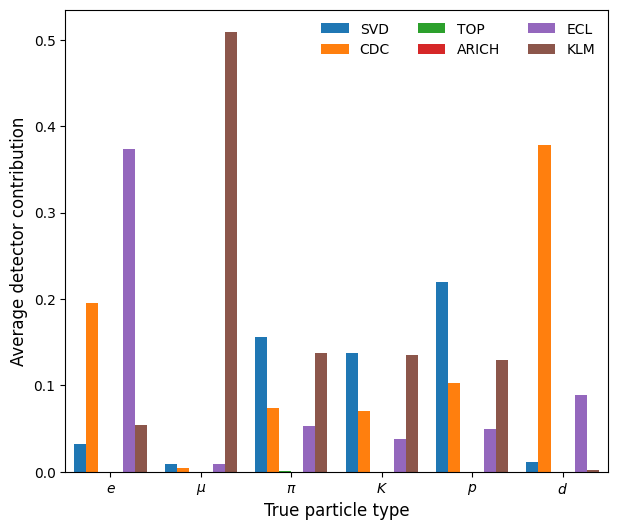 0.5
0.4
0.3
0.2
0.1
0.0
Average detector contribution
SVD TOP ECL
CDC ARICH KLM
e μ π K p d
True particle type